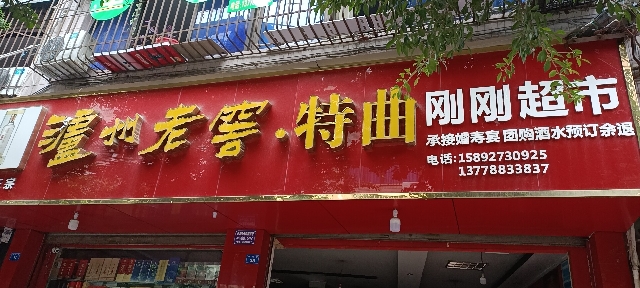 泸州老窖·特曲
刚刚超市
承接婚寿宴 团购酒水预订余退
电话:15892730925
13778833837